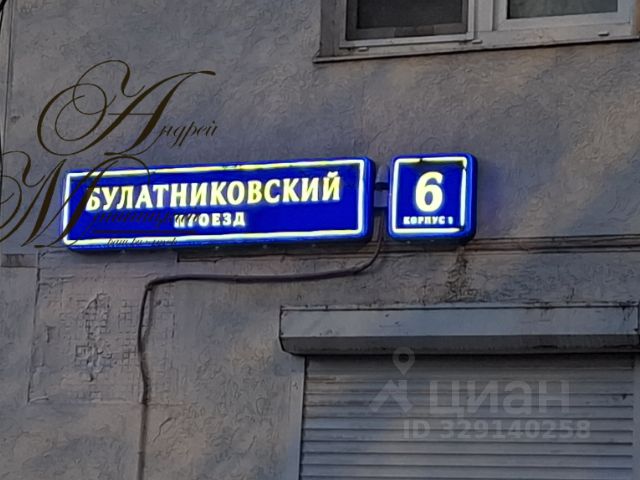 Андрей
БУЛАТНИКОВСКИЙ
ПРОЕЗД
6
КОРПУС 1
циан
ID 329140258